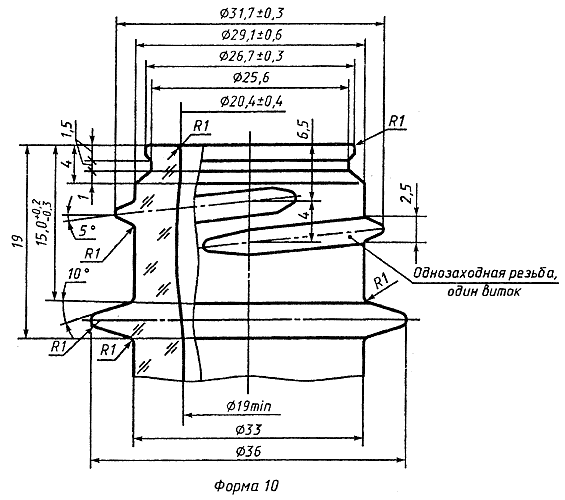 Ø31,7±0,3
Ø29,1±0,6
Ø26,7±0,3
Ø25,6
Ø20,4±0,4
R1
R1
1,5
4
1
6,5
4
2,5
19
15,0-0,2
-0,3
5°
R1
10°
R1
R1
R1
Однозаходная резьба,
один виток
Ø19min
Ø33
Ø36
Форма 10